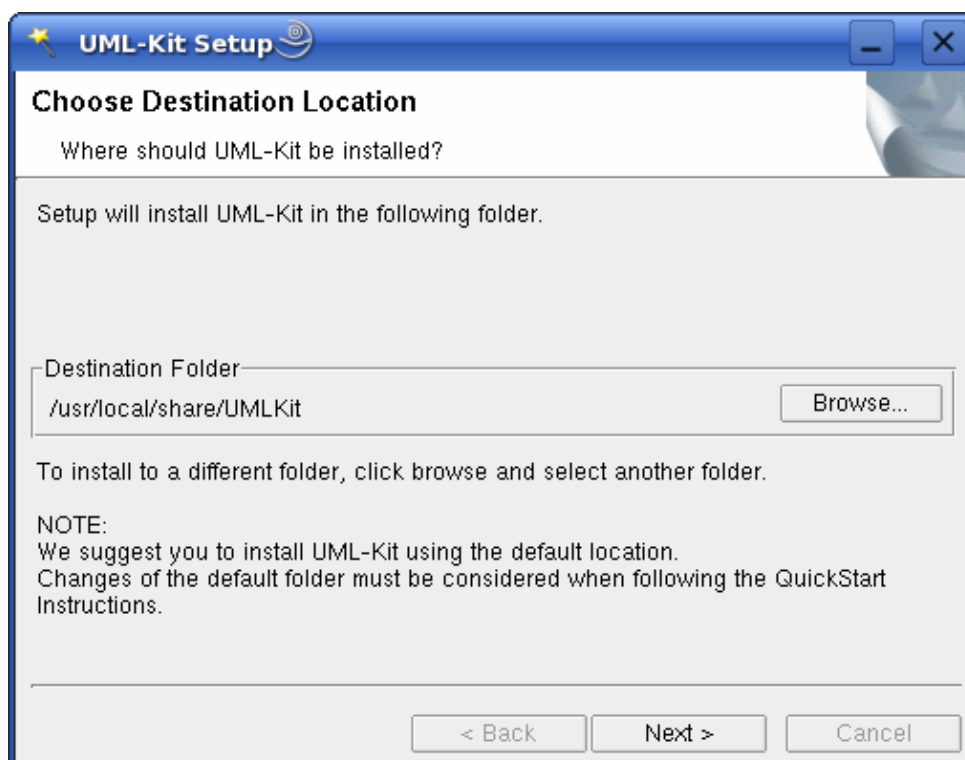 UML-Kit Setup
Choose Destination Location
Where should UML-Kit be installed?
Setup will install UML-Kit in the following folder.
Destination Folder
/usr/local/share/UMLKit
Browse...
To install to a different folder, click browse and select another folder.
NOTE:
We suggest you to install UML-Kit using the default location.
Changes of the default folder must be considered when following the QuickStart
Instructions.
< Back
Next >
Cancel